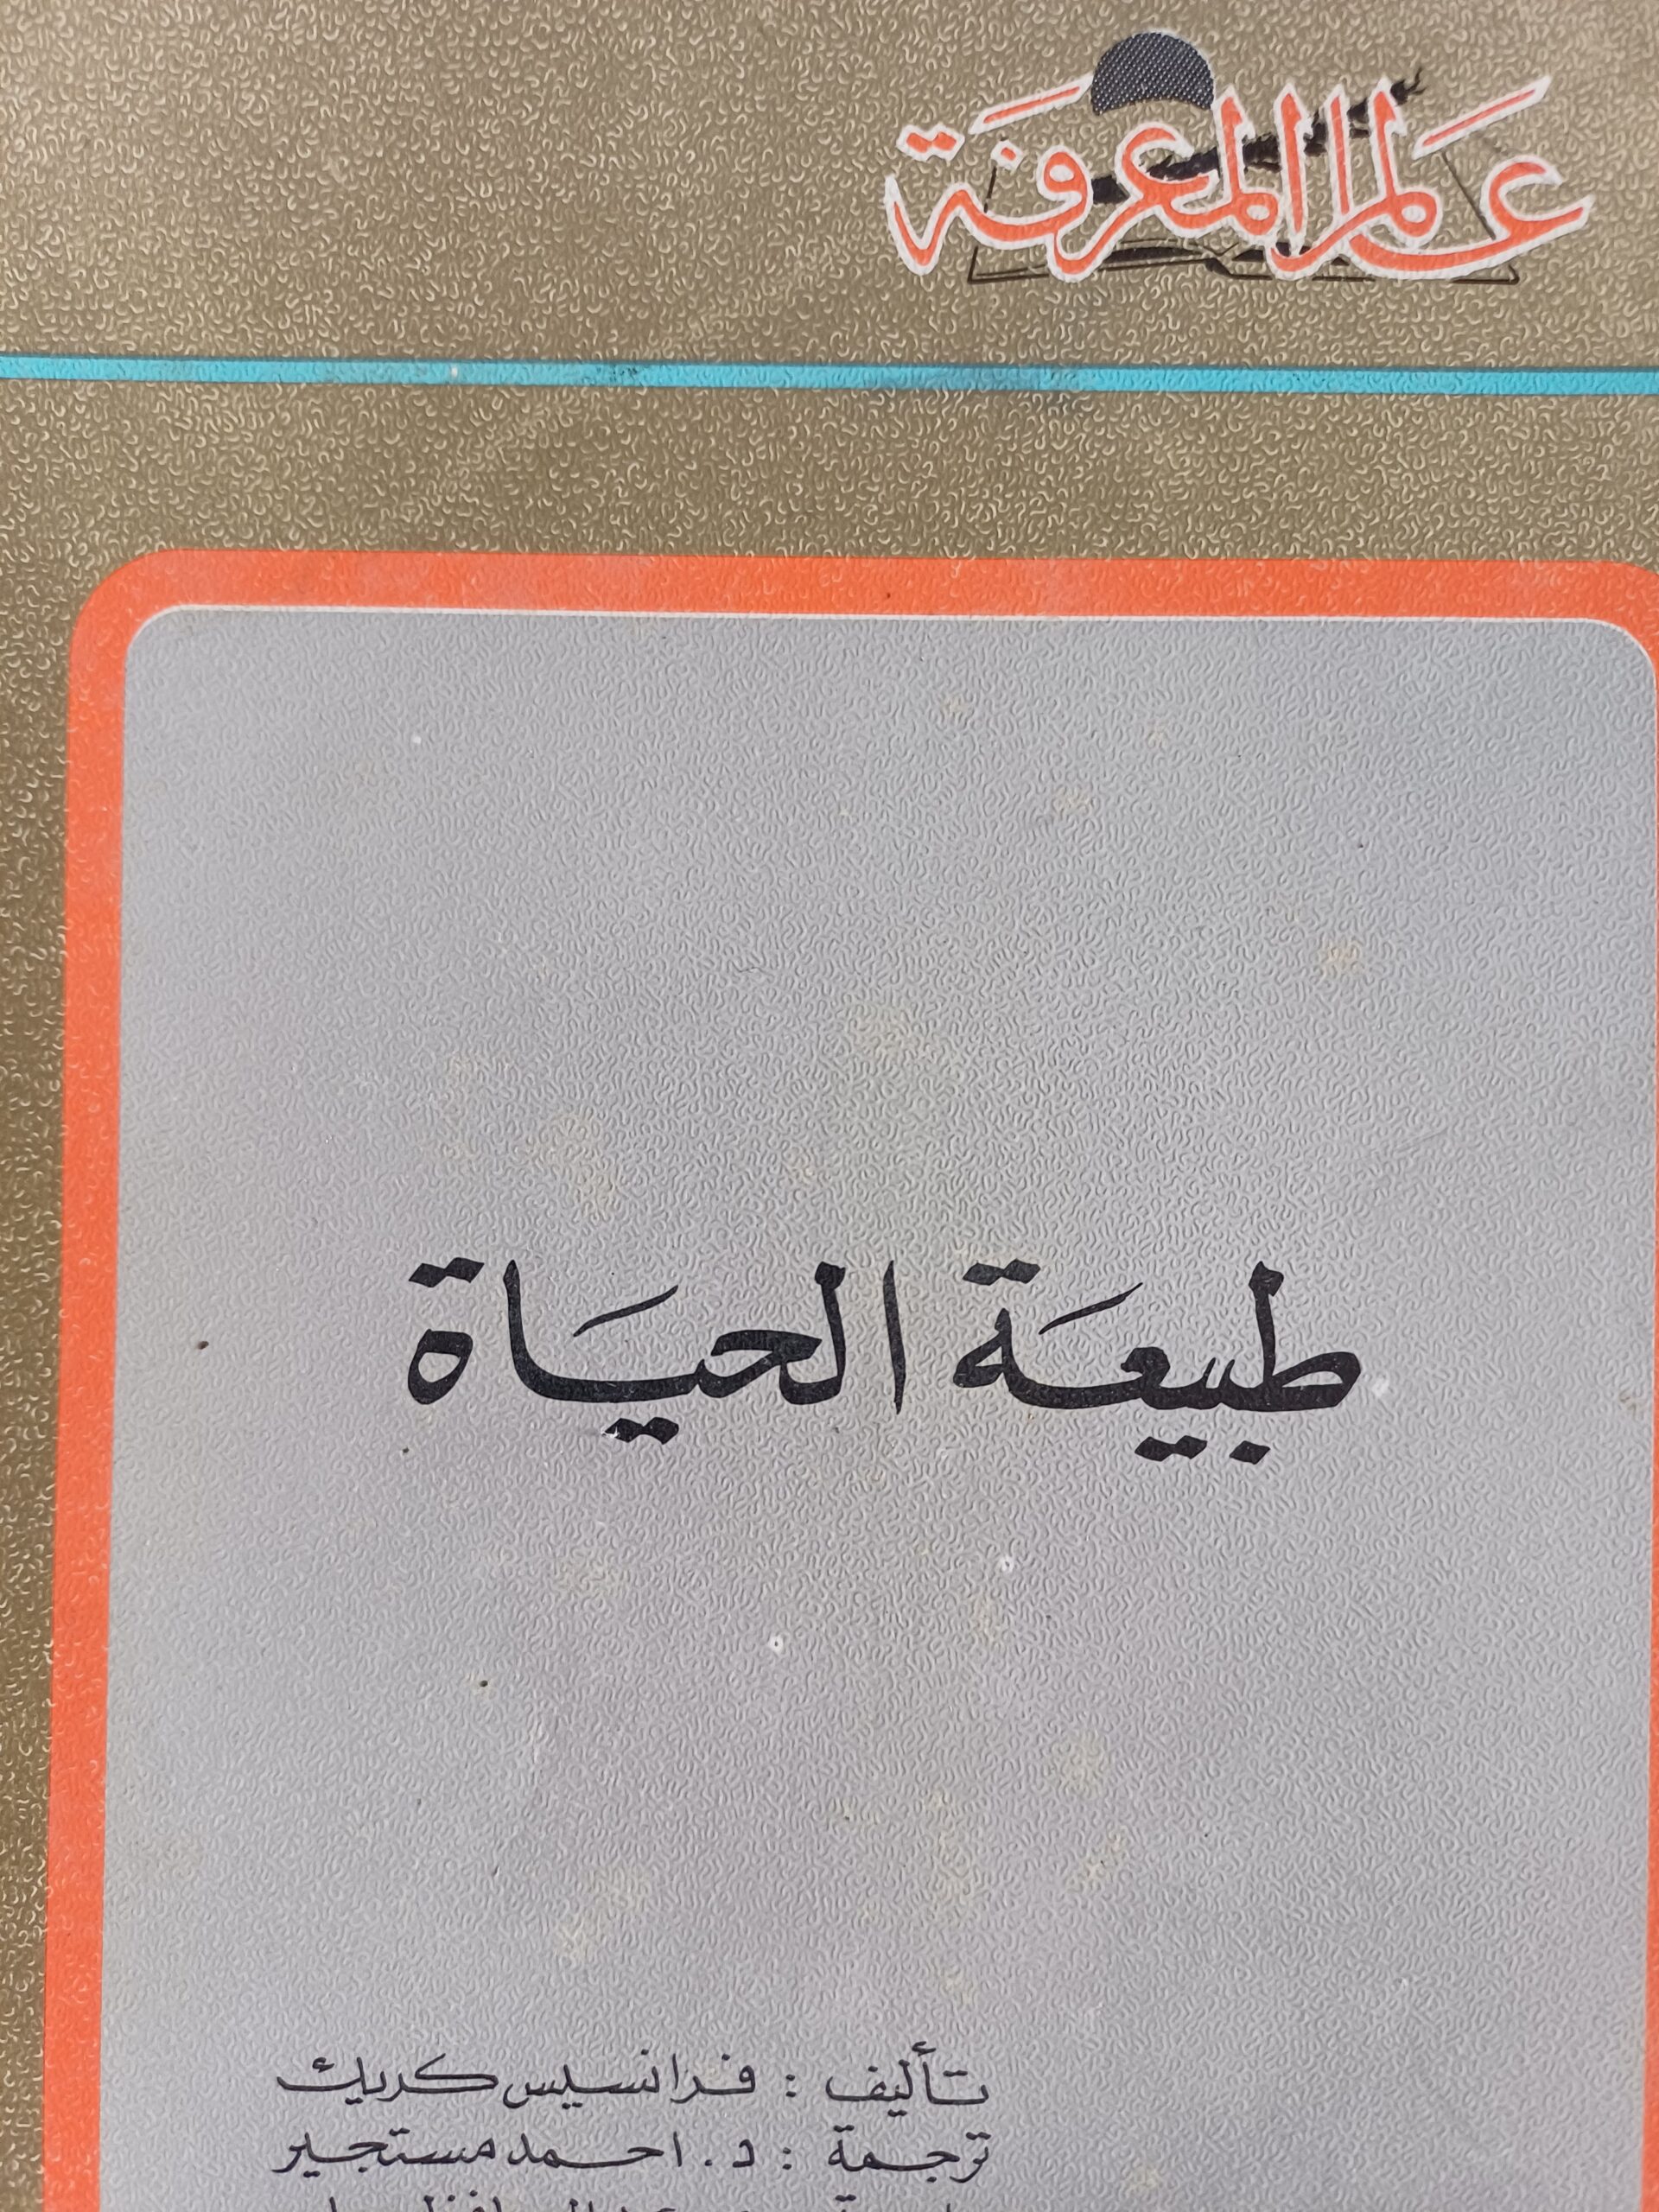 عالم المعرفة
طبيعة الحياة
تأليف : فرانسيس كريك
ترجمة : د. احمد مستجير